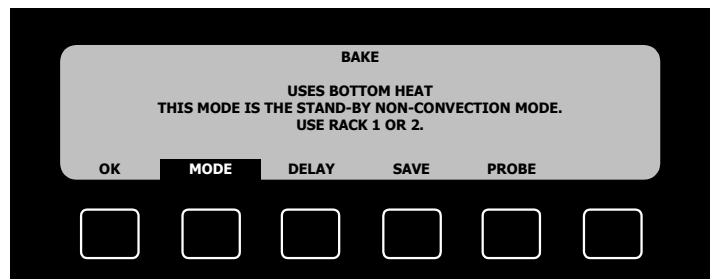 BAKE
USES BOTTOM HEAT
THIS MODE IS THE STAND-BY NON-CONVECTION MODE.
USE RACK 1 OR 2.
OK MODE DELAY SAVE PROBE